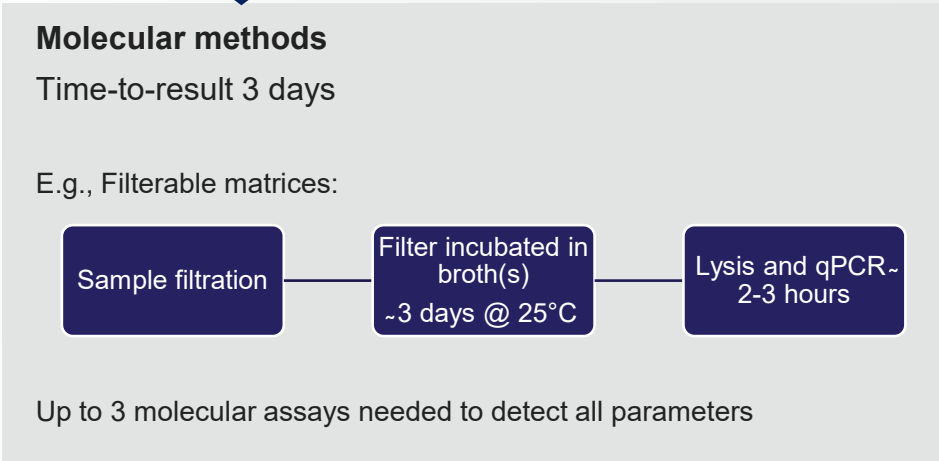 Molecular methods
Time-to-result 3 days
E.g., Filterable matrices:
Sample filtration
Filter incubated in
broth(s)
~3 days @ 25°C
Lysis and qPCR~
2-3 hours
Up to 3 molecular assays needed to detect all parameters